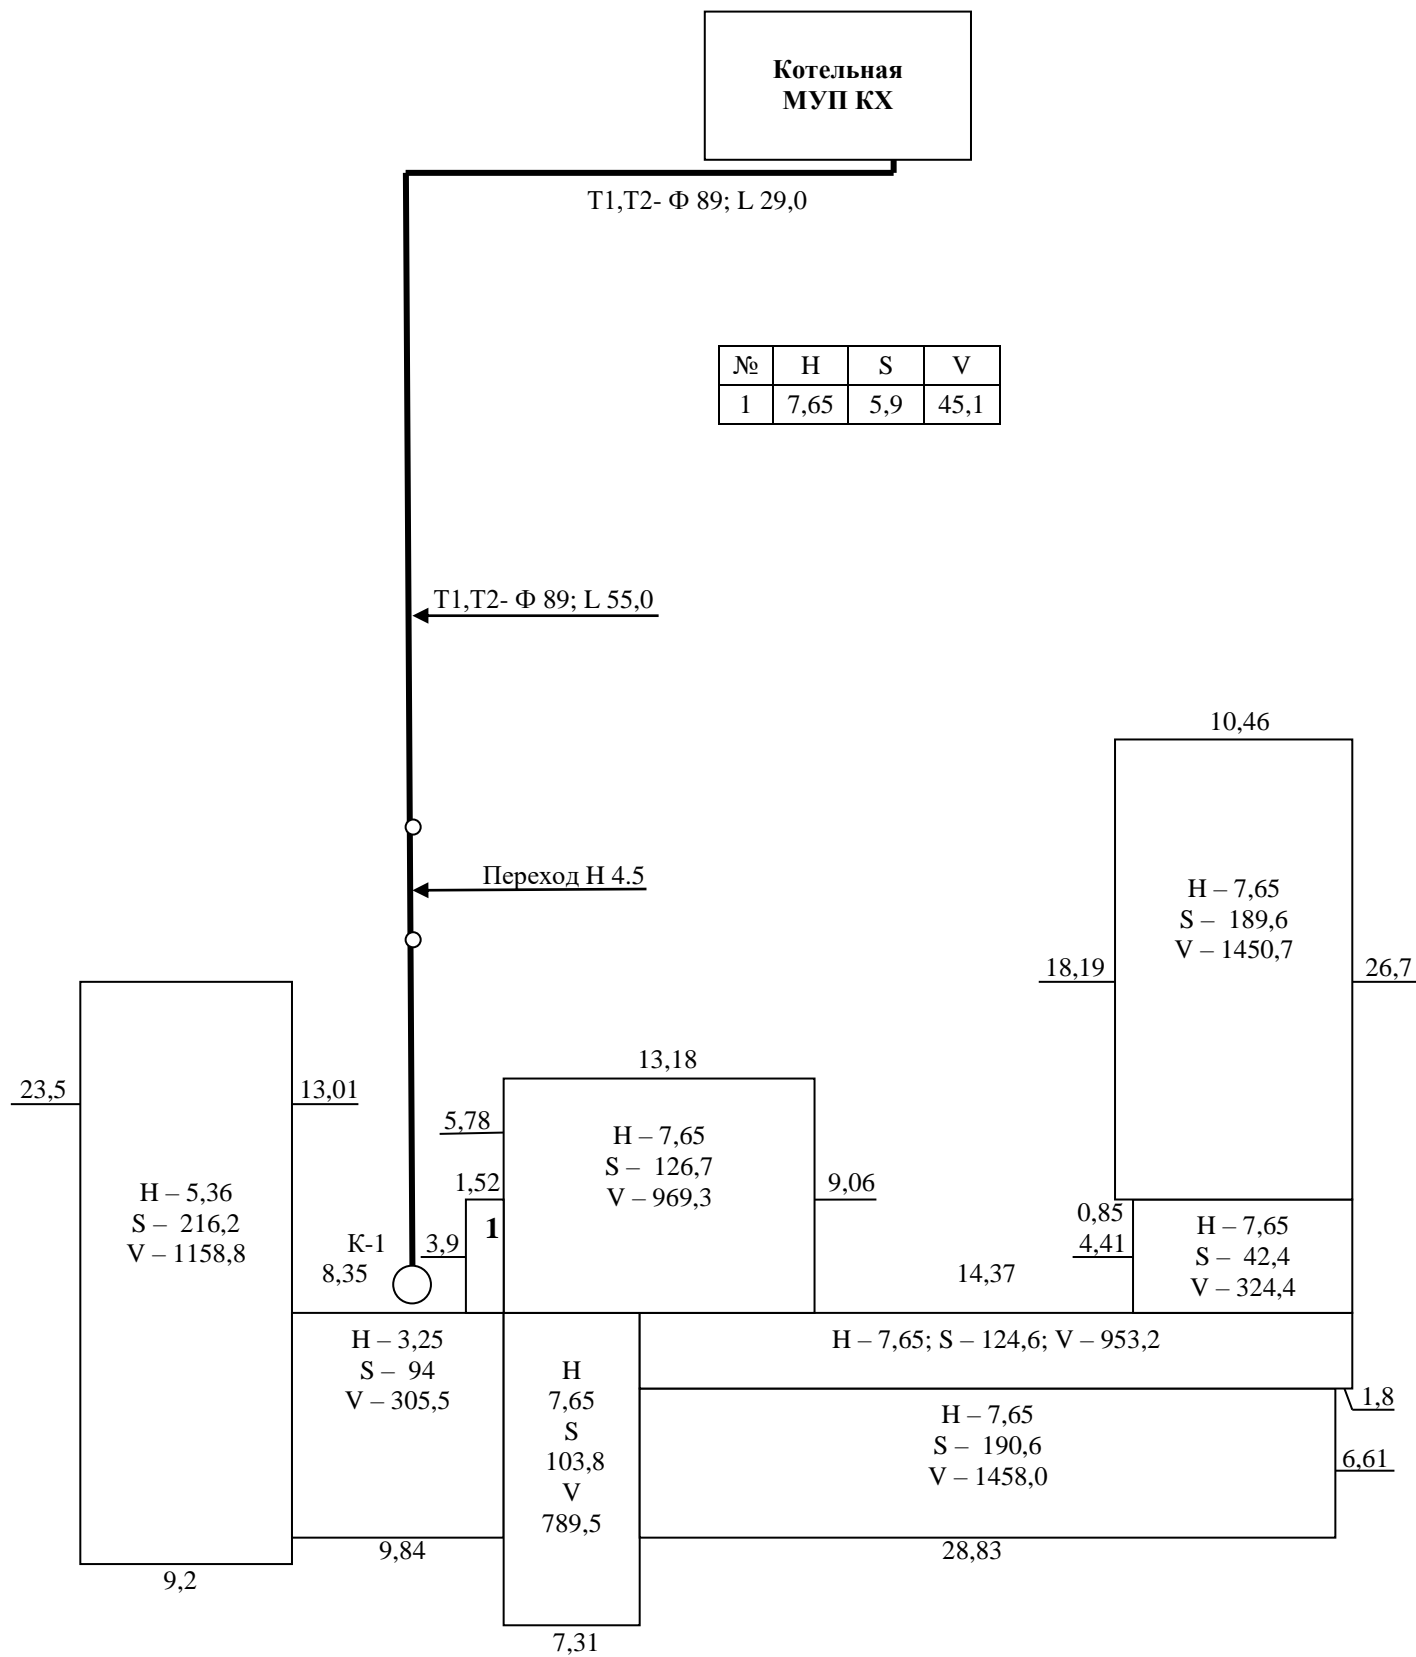 Котельная
МУП КХ
Т1,Т2- Ф 89; L 29,0
№ H S V
1 7,65 5,9 45,1
Т1,Т2- Ф 89; L 55,0
10,46
Переход Н 4.5
H – 7,65
S – 189,6
V – 1450,7
18,19
26,7
13,18
23,5
13,01
5,78
H – 7,65
S – 126,7
V – 969,3
1,52
9,06
H – 5,36
S – 216,2
V – 1158,8
К-1
8,35
3,9
1
14,37
0,85
4,41
H – 7,65
S – 42,4
V – 324,4
H – 3,25
S – 94
V – 305,5
H
7,65
S
103,8
V
789,5
H – 7,65; S – 124,6; V – 953,2
1,8
H – 7,65
S – 190,6
V – 1458,0
6,61
9,84
28,83
9,2
7,31